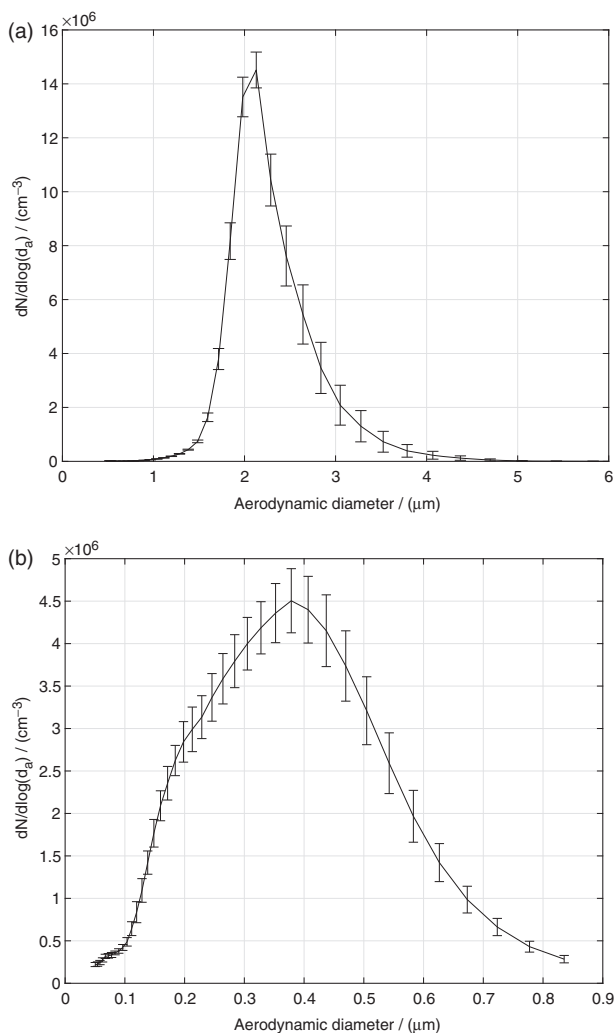 (a)
×10⁶
16
14
12
10
8
6
4
2
0
dN/dlog(dₐ) / (cm⁻³)
0 1 2 3 4 5 6
Aerodynamic diameter / (μm)
(b)
×10⁶
5
4.5
4
3.5
3
2.5
2
1.5
1
0.5
0
dN/dlog(dₐ) / (cm⁻³)
0 0.1 0.2 0.3 0.4 0.5 0.6 0.7 0.8 0.9
Aerodynamic diameter / (μm)